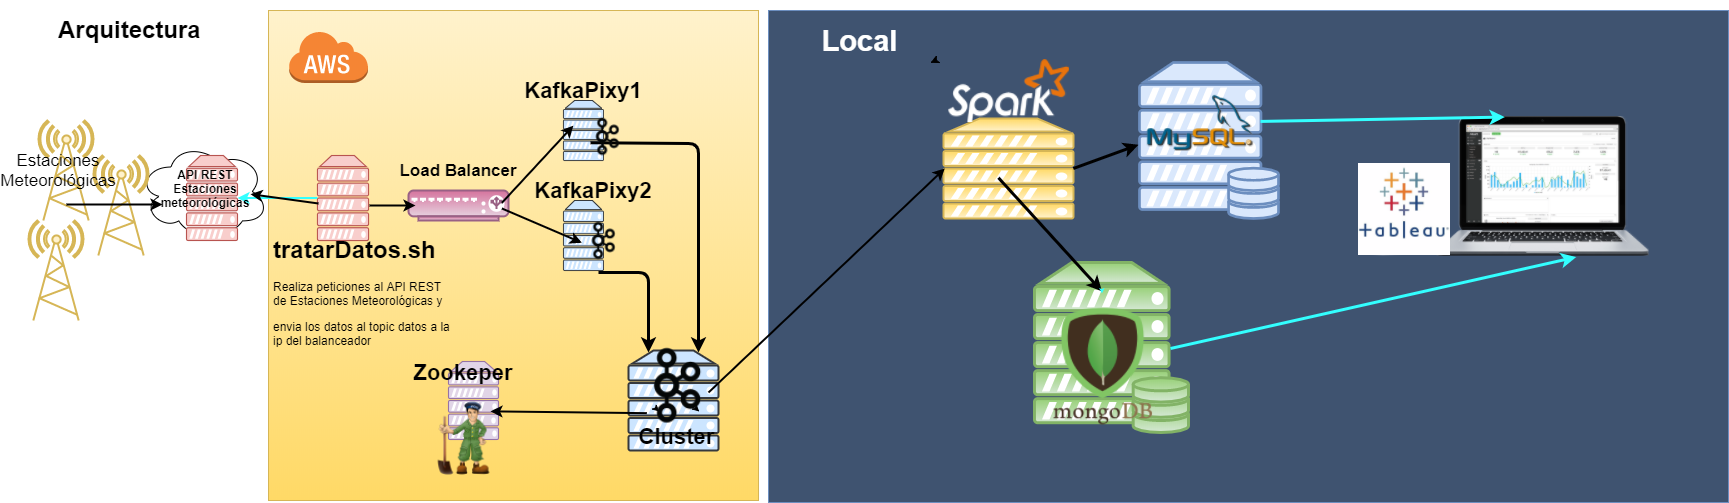 Arquitectura
AWS
Local
KafkaPixy1
Spark
MySQL
Estaciones
Meteorológicas
API REST
Estaciones
meteorológicas
Load Balancer
KafkaPixy2
+ableau
tratarDatos.sh
Realiza peticiones al API REST
de Estaciones Meteorológicas y
envia los datos al topic datos a la
ip del balanceador
Zookeper
mongoDB
Cluster